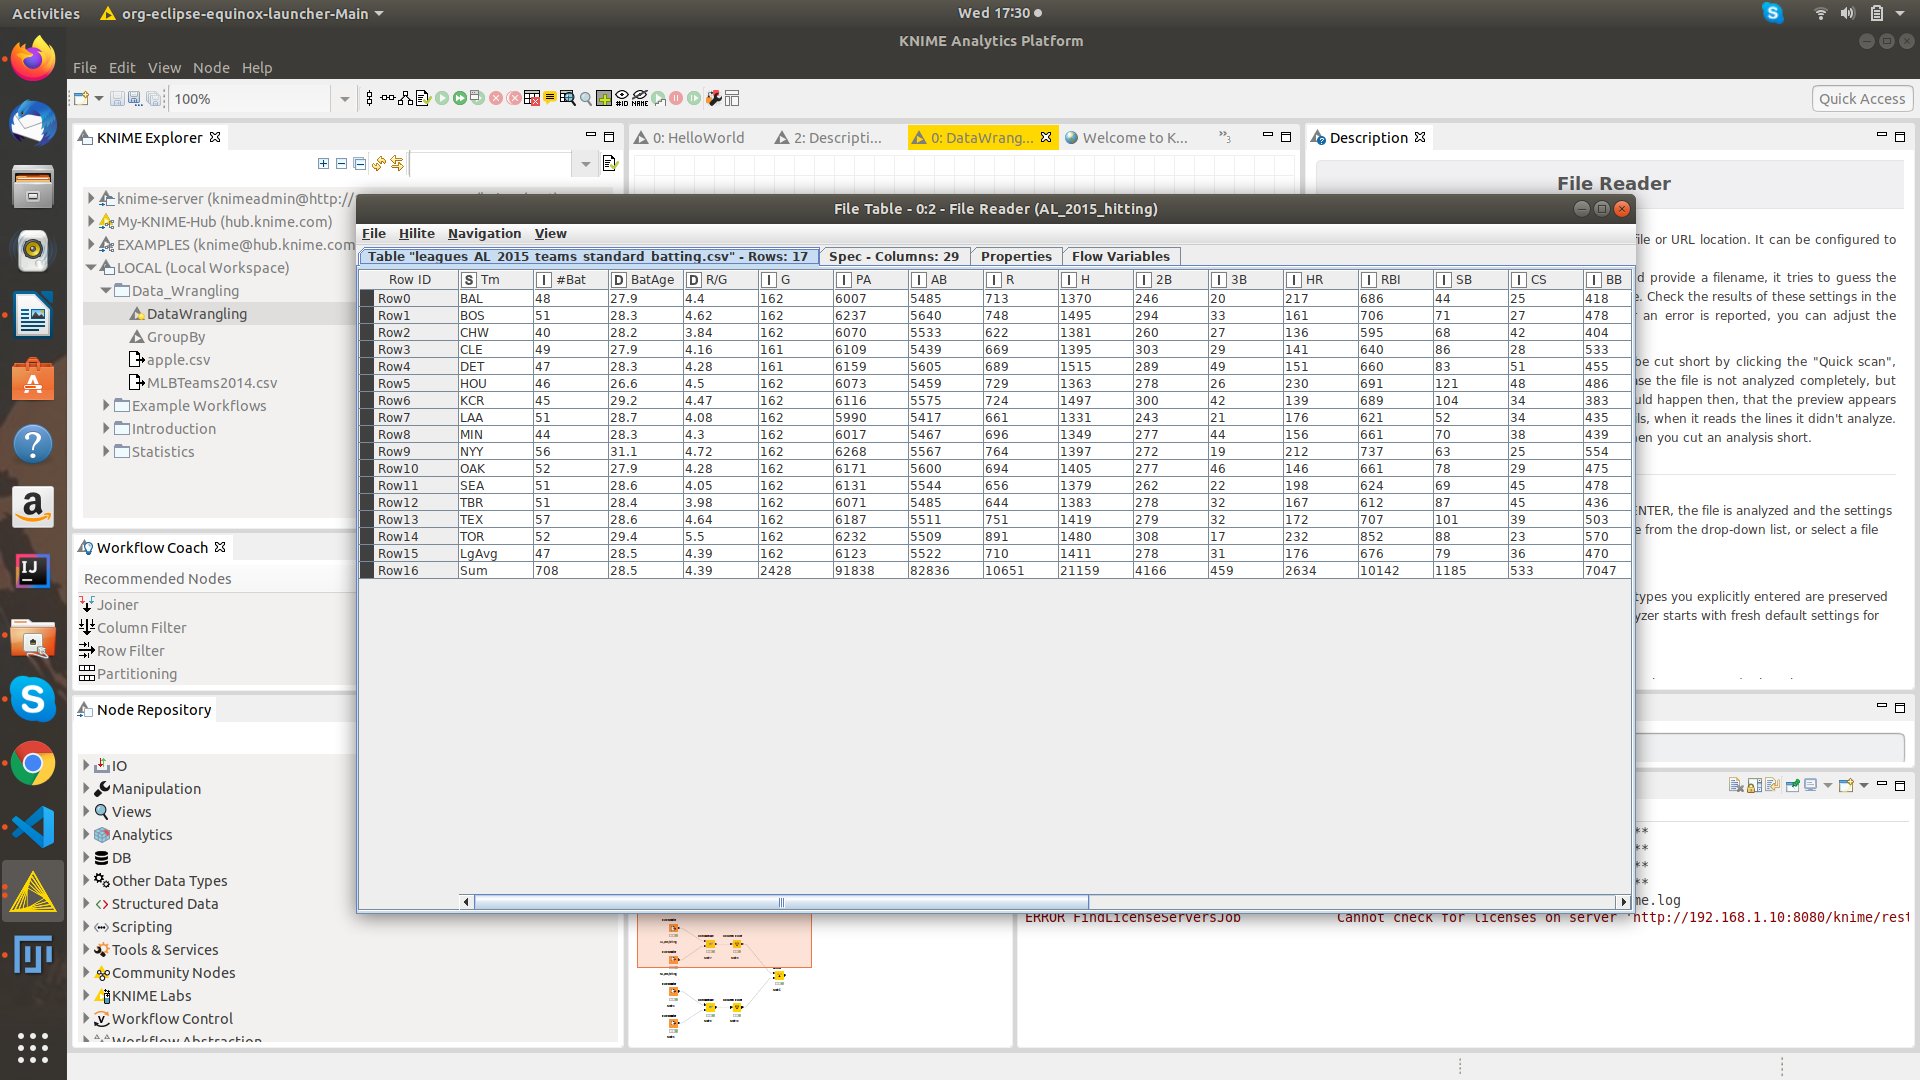 Activities org-eclipse-equinox-launcher-Main Wed 17:30
KNIME Analytics Platform
File Edit View Node Help
100% Quick Access
KNIME Explorer
knime-server (knimeadmin@http://
My-KNIME-Hub (hub.knime.com)
EXAMPLES (knime@hub.knime.com
LOCAL (Local Workspace)
Data_Wrangling
DataWrangling
GroupBy
apple.csv
MLBTeams2014.csv
Example Workflows
Introduction
Statistics
Workflow Coach
Recommended Nodes
Joiner
Column Filter
Row Filter
Partitioning
Node Repository
IO
Manipulation
Views
Analytics
DB
Other Data Types
Structured Data
Scripting
Tools & Services
Community Nodes
KNIME Labs
Workflow Control
Workflow Abstraction
0: HelloWorld 2: Descripti... 0: DataWrang... Welcome to K... 3
File Table - 0:2 - File Reader (AL_2015_hitting)
File Hilite Navigation View
Table "leagues_AL_2015_teams_standard_batting.csv" - Rows: 17 Spec - Columns: 29 Properties Flow Variables
Row ID S Tm I #Bat D BatAge D R/G I G I PA I AB I R I H I 2B I 3B I HR I RBI I SB I CS I BB
Row0 BAL 48 27.9 4.4 162 6007 5485 713 1370 246 20 217 686 44 25 418
Row1 BOS 51 28.3 4.62 162 6237 5640 748 1495 294 33 161 706 71 27 478
Row2 CHW 40 28.2 3.84 162 6070 5533 622 1381 260 27 136 595 68 42 404
Row3 CLE 49 27.9 4.16 161 6109 5439 669 1395 303 29 141 640 86 28 533
Row4 DET 47 28.3 4.28 161 6159 5605 689 1515 289 49 151 660 83 51 455
Row5 HOU 46 26.6 4.5 162 6073 5459 729 1363 278 26 230 691 121 48 486
Row6 KCR 45 29.2 4.47 162 6116 5575 724 1497 300 42 139 689 104 34 383
Row7 LAA 51 28.7 4.08 162 5990 5417 661 1331 243 21 176 621 52 34 435
Row8 MIN 44 28.3 4.3 162 6017 5467 696 1349 277 44 156 661 70 38 439
Row9 NYY 56 31.1 4.72 162 6268 5567 764 1397 272 19 212 737 63 25 554
Row10 OAK 52 27.9 4.28 162 6171 5600 694 1405 277 46 146 661 78 29 475
Row11 SEA 51 28.6 4.05 162 6131 5544 656 1379 262 22 198 624 69 45 478
Row12 TBR 51 28.4 3.98 162 6071 5485 644 1383 278 32 167 612 87 45 436
Row13 TEX 57 28.6 4.64 162 6187 5511 751 1419 279 32 172 707 101 39 503
Row14 TOR 52 29.4 5.5 162 6232 5509 891 1480 308 17 232 852 88 23 570
Row15 LgAvg 47 28.5 4.39 162 6123 5522 710 1411 278 31 176 676 79 36 470
Row16 Sum 708 28.5 4.39 2428 91838 82836 10651 21159 4166 459 2634 10142 1185 533 7047
Description
File Reader
file or URL location. It can be configured to
d provide a filename, it tries to guess the
. Check the results of these settings in the
r an error is reported, you can adjust the
be cut short by clicking the "Quick scan",
se the file is not analyzed completely, but
uld happen then, that the preview appears
ls, when it reads the lines it didn't analyze.
en you cut an analysis short.
ENTER, the file is analyzed and the settings
e from the drop-down list, or select a file
types you explicitly entered are preserved
yzer starts with fresh default settings for
**
**
**
**
me.log
ERROR FindLicenseServersJob Cannot check for licenses on server 'http://192.168.1.10:8080/knime/rest